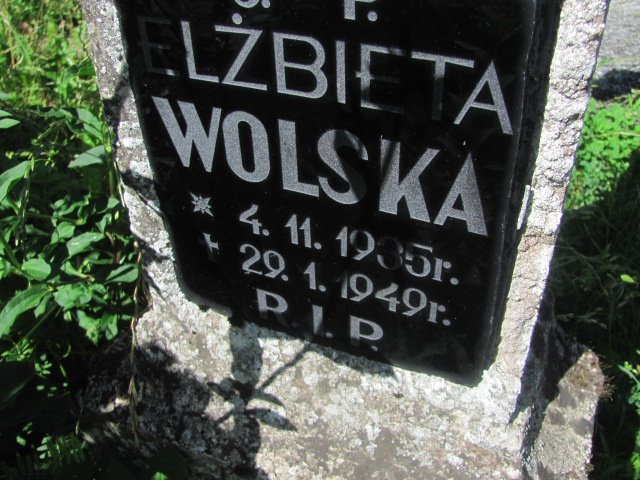 Ś. P.
ELŻBIETA
WOLSKA
* 4. 11. 1935r.
† 29. 1. 1949r.
R. I. P.